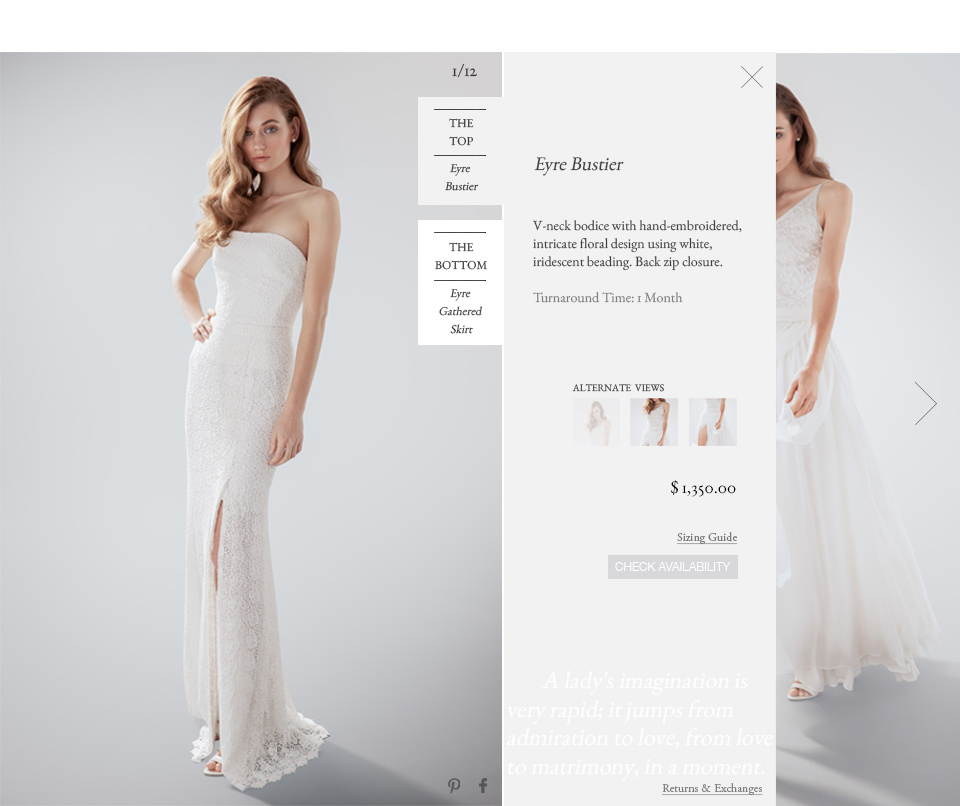 1/12
THE
TOP
Eyre
Bustier
THE
BOTTOM
Eyre
Gathered
Skirt
Eyre Bustier
V-neck bodice with hand-embroidered,
intricate floral design using white,
iridescent beading. Back zip closure.
Turnaround Time: 1 Month
ALTERNATE VIEWS
$ 1,350.00
Sizing Guide
CHECK AVAILABILITY
A lady's imagination is
very rapid; it jumps from
admiration to love, from love
to matrimony, in a moment.
Returns & Exchanges